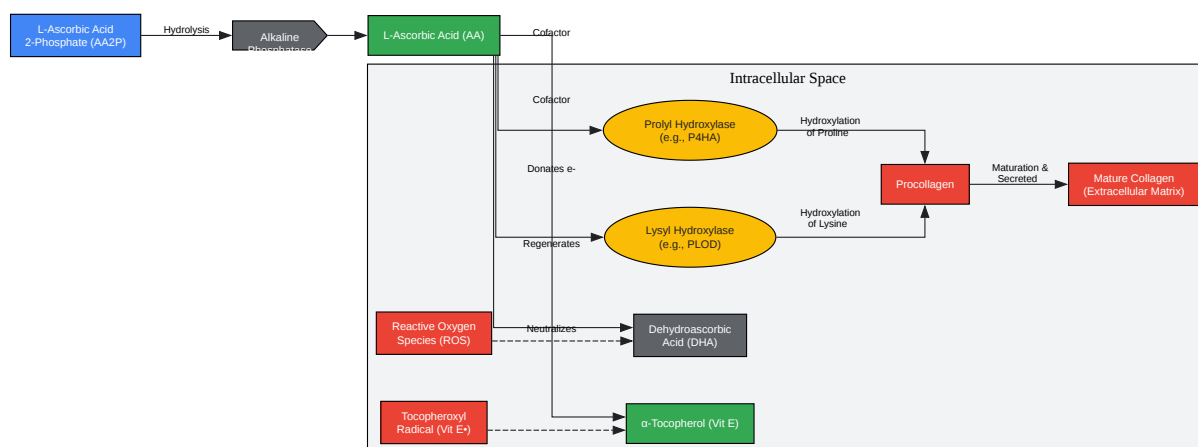 L-Ascorbic Acid
2-Phosphate (AA2P)
Hydrolysis
Alkaline
Phosphatase
L-Ascorbic Acid (AA)
Cofactor
Intracellular Space
Cofactor
Prolyl Hydroxylase
(e.g., P4HA)
Hydroxylation
of Proline
Donates e-
Procollagen
Maturation &
Secreted
Mature Collagen
(Extracellular Matrix)
Lysyl Hydroxylase
(e.g., PLOD)
Hydroxylation
of Lysine
Regenerates
Reactive Oxygen
Species (ROS)
Neutralizes
Dehydroascorbic
Acid (DHA)
Tocopheroxyl
Radical (Vit E•)
α-Tocopherol (Vit E)